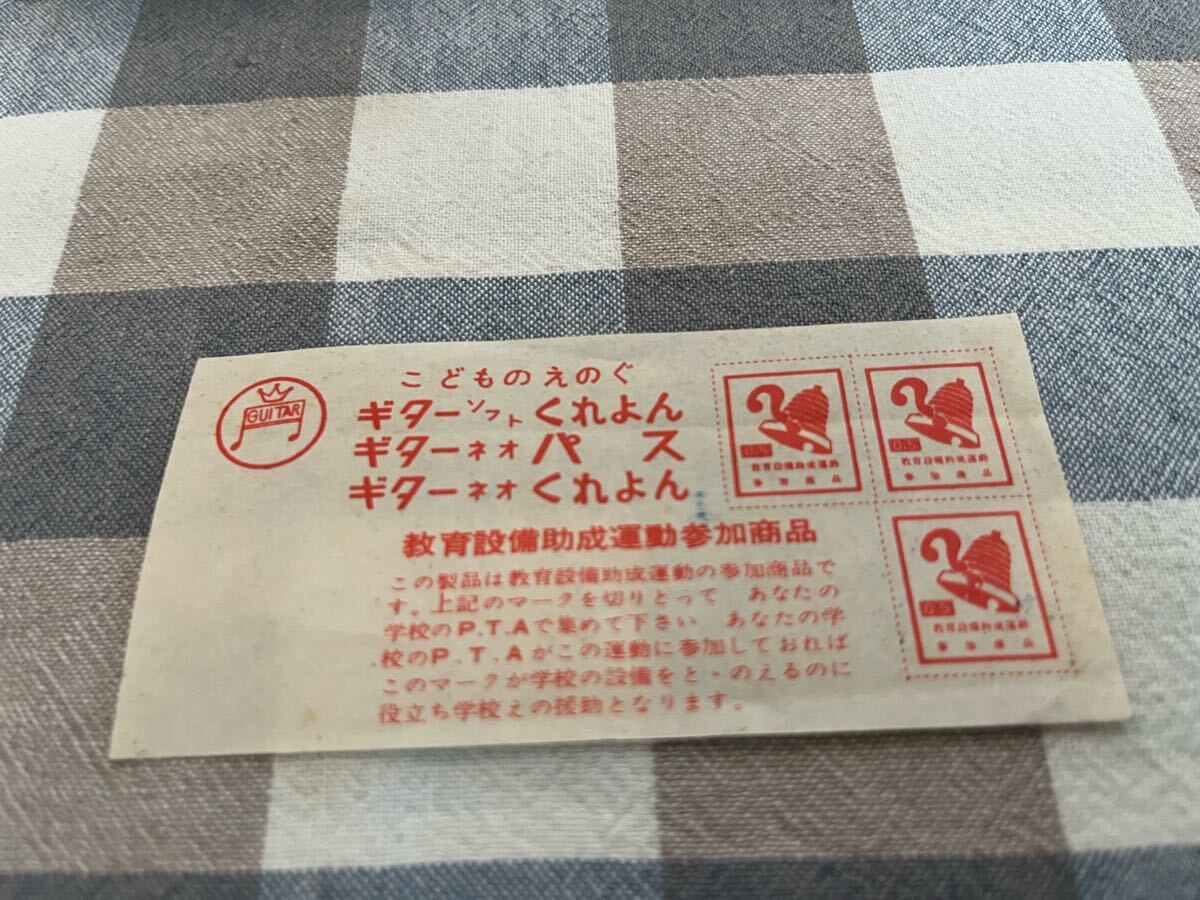 GUITAR
こどものえのぐ
ギターソフトくれよん
ギターネオパス
ギターネオくれよん
教育設備助成運動参加商品
この製品は教育設備助成運動の参加商品で
す。上記のマークを切りとって あなたの
学校のP.T.Aで集めて下さい あなたの学
校のP.T.Aがこの運動に参加しておれば
このマークが学校の設備をと、のえるのに
役立ち学校えの援助となります。
0.5
教育設備助成運動
参加商品
0.5
教育設備助成運動
参加商品
0.5
教育設備助成運動
参加商品